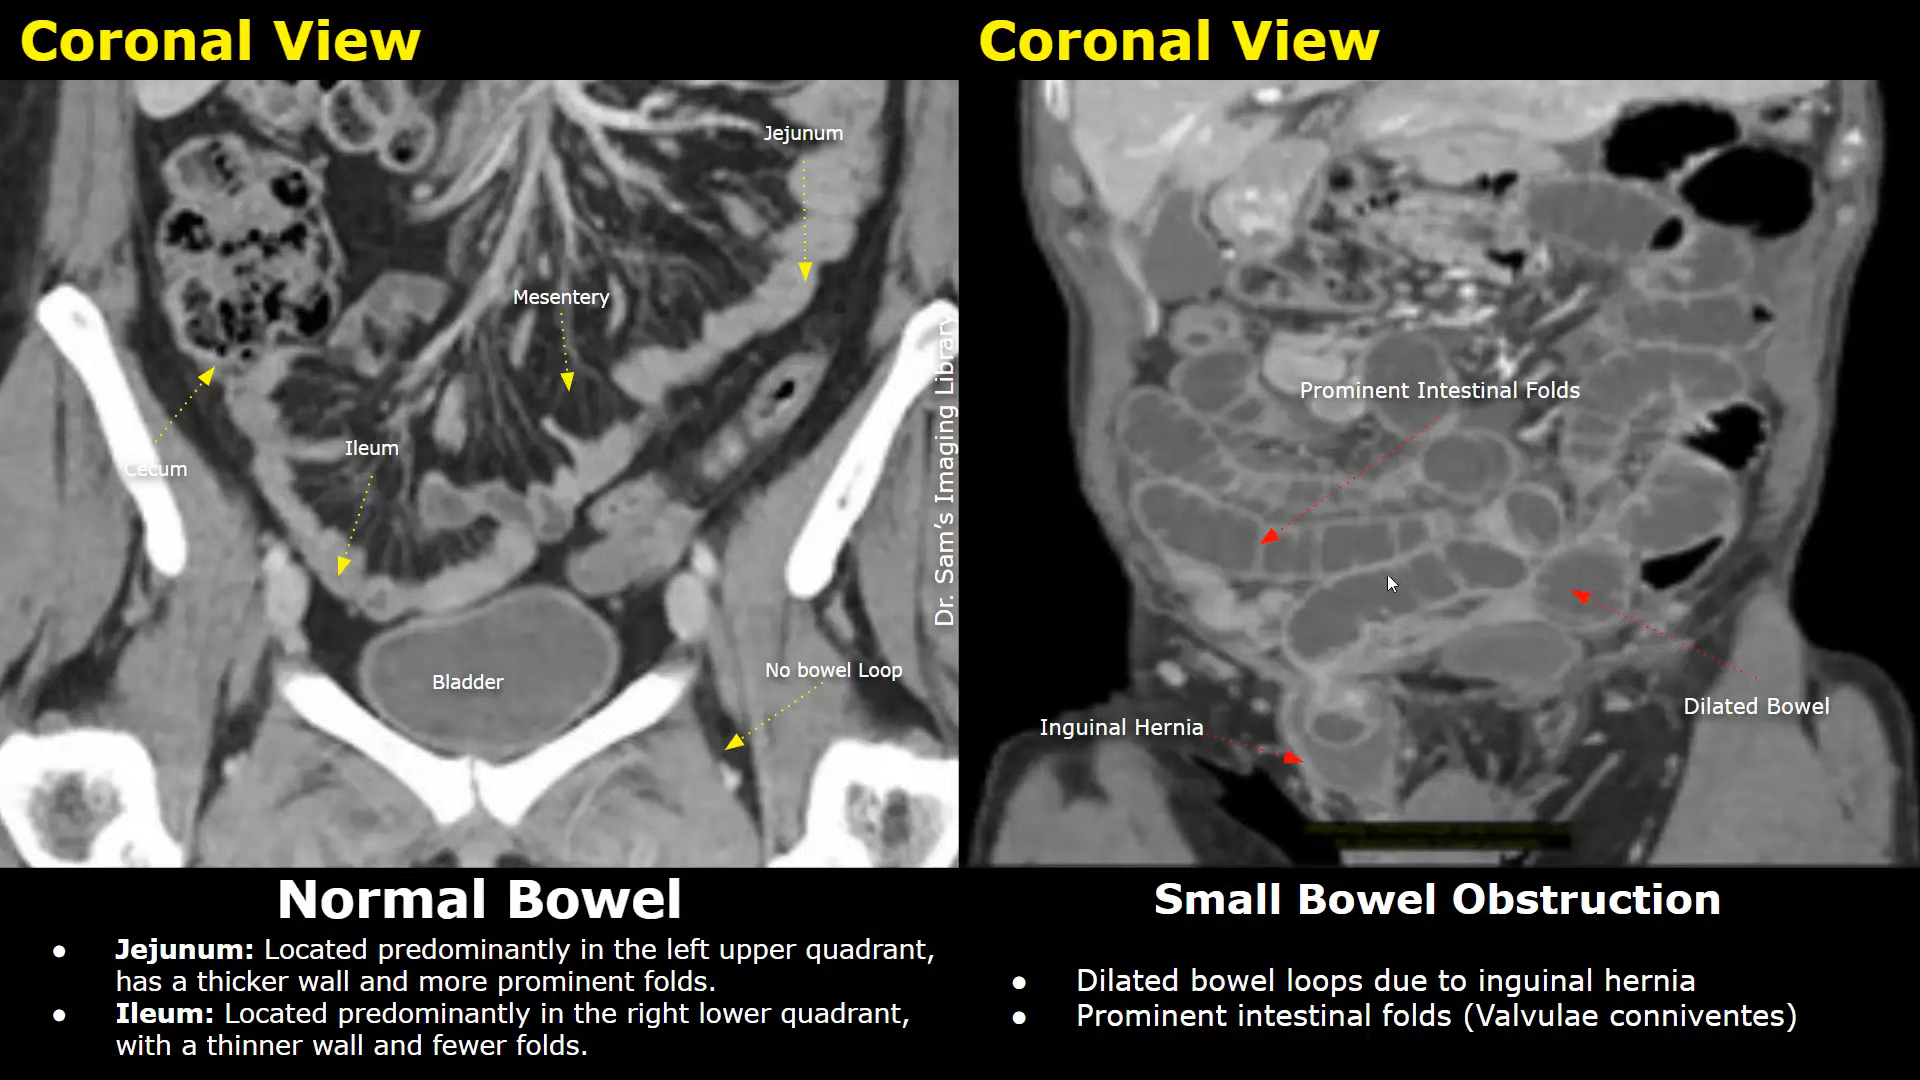 Coronal View
Jejunum
Mesentery
Ileum
Cecum
No bowel Loop
Bladder
Dr. Sam's Imaging Library
Normal Bowel
● Jejunum: Located predominantly in the left upper quadrant,
has a thicker wall and more prominent folds.
● Ileum: Located predominantly in the right lower quadrant,
with a thinner wall and fewer folds.
Coronal View
Prominent Intestinal Folds
Dilated Bowel
Inguinal Hernia
Small Bowel Obstruction
● Dilated bowel loops due to inguinal hernia
● Prominent intestinal folds (Valvulae conniventes)